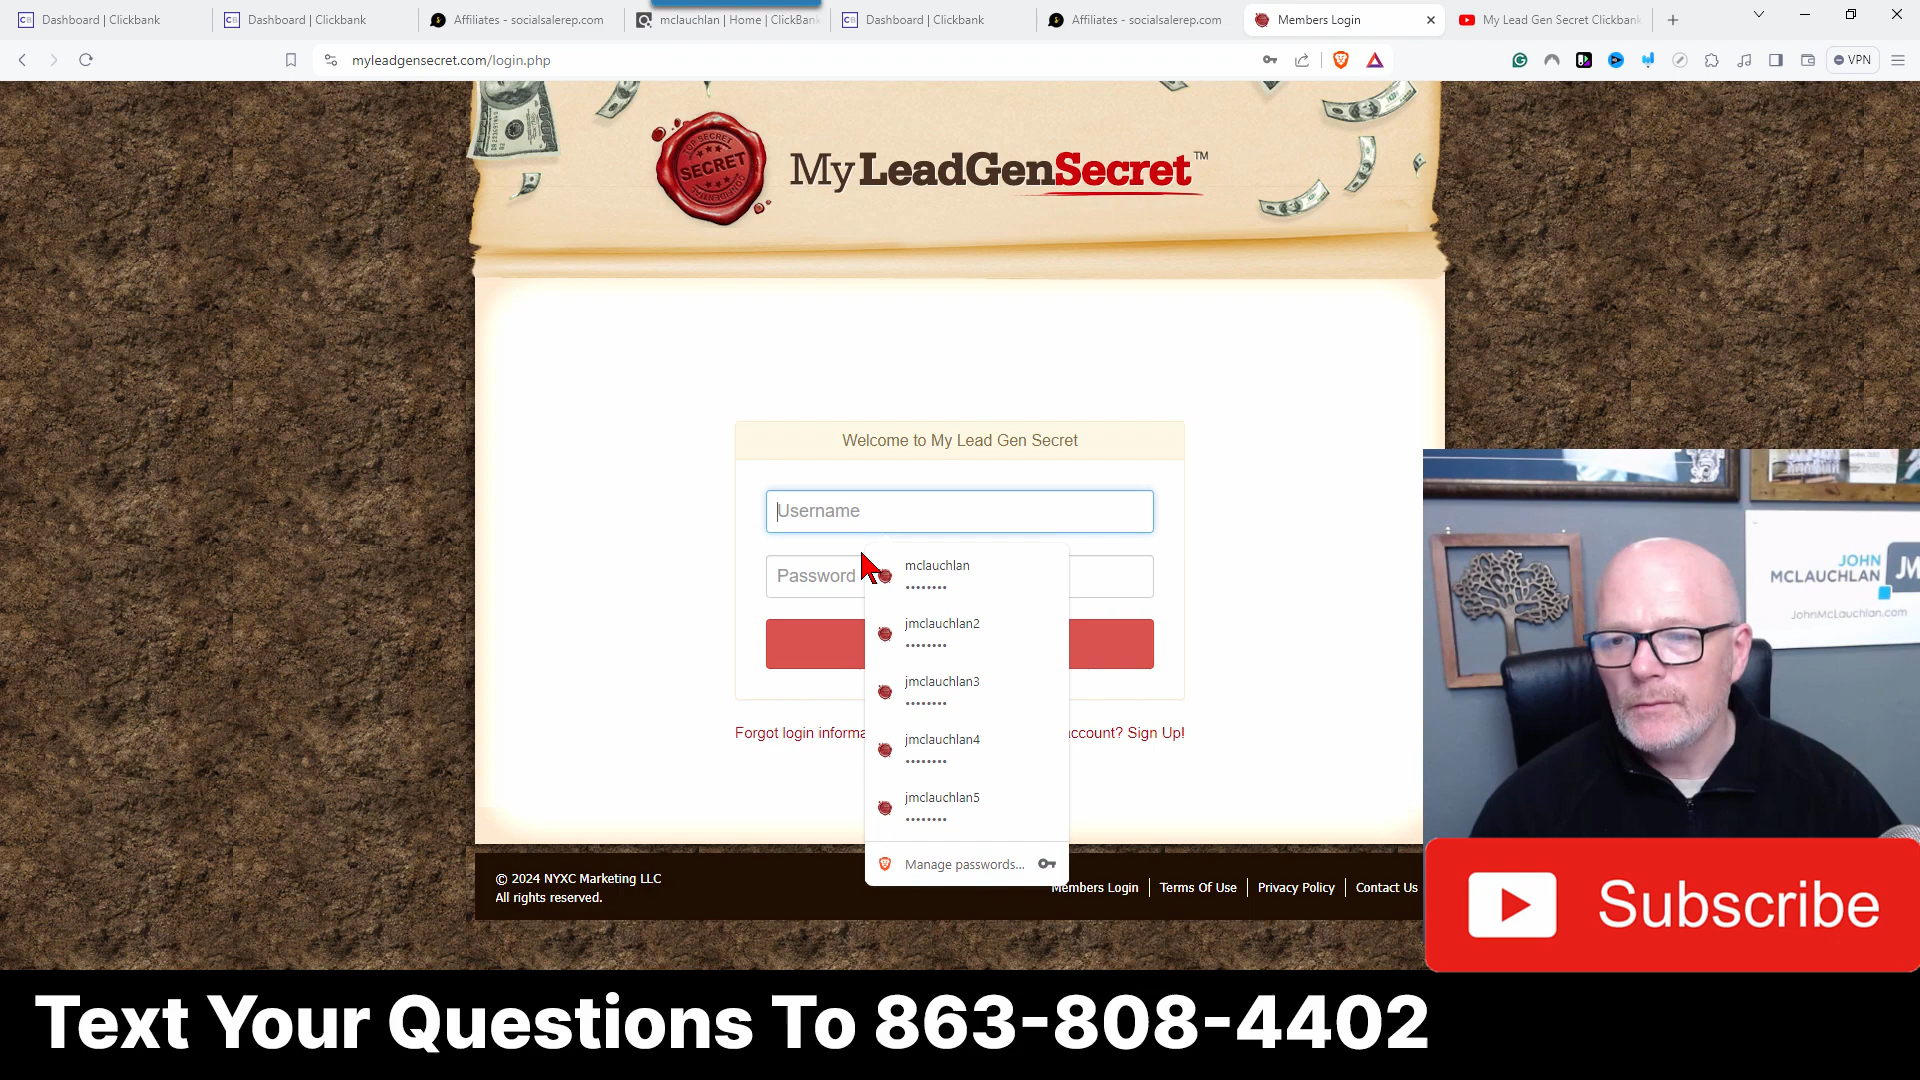 Dashboard | Clickbank
Dashboard | Clickbank
Affiliates - socialsalerep.com
mclauchlan | Home | ClickBank
Dashboard | Clickbank
Affiliates - socialsalerep.com
Members Login
My Lead Gen Secret Clickbank
myleadgensecret.com/login.php
VPN
TOP SECRET
SECRET
MyLeadGenSecret™
Welcome to My Lead Gen Secret
Username
Password
mclauchlan
••••••••
jmclauchlan2
••••••••
jmclauchlan3
••••••••
jmclauchlan4
••••••••
jmclauchlan5
••••••••
Manage passwords...
Forgot login informa
account? Sign Up!
© 2024 NYXC Marketing LLC
All rights reserved.
Members Login
Terms Of Use
Privacy Policy
Contact Us
JOHN
MCLAUCHLAN
JM
JohnMcLauchlan.com
Subscribe
Text Your Questions To 863-808-4402